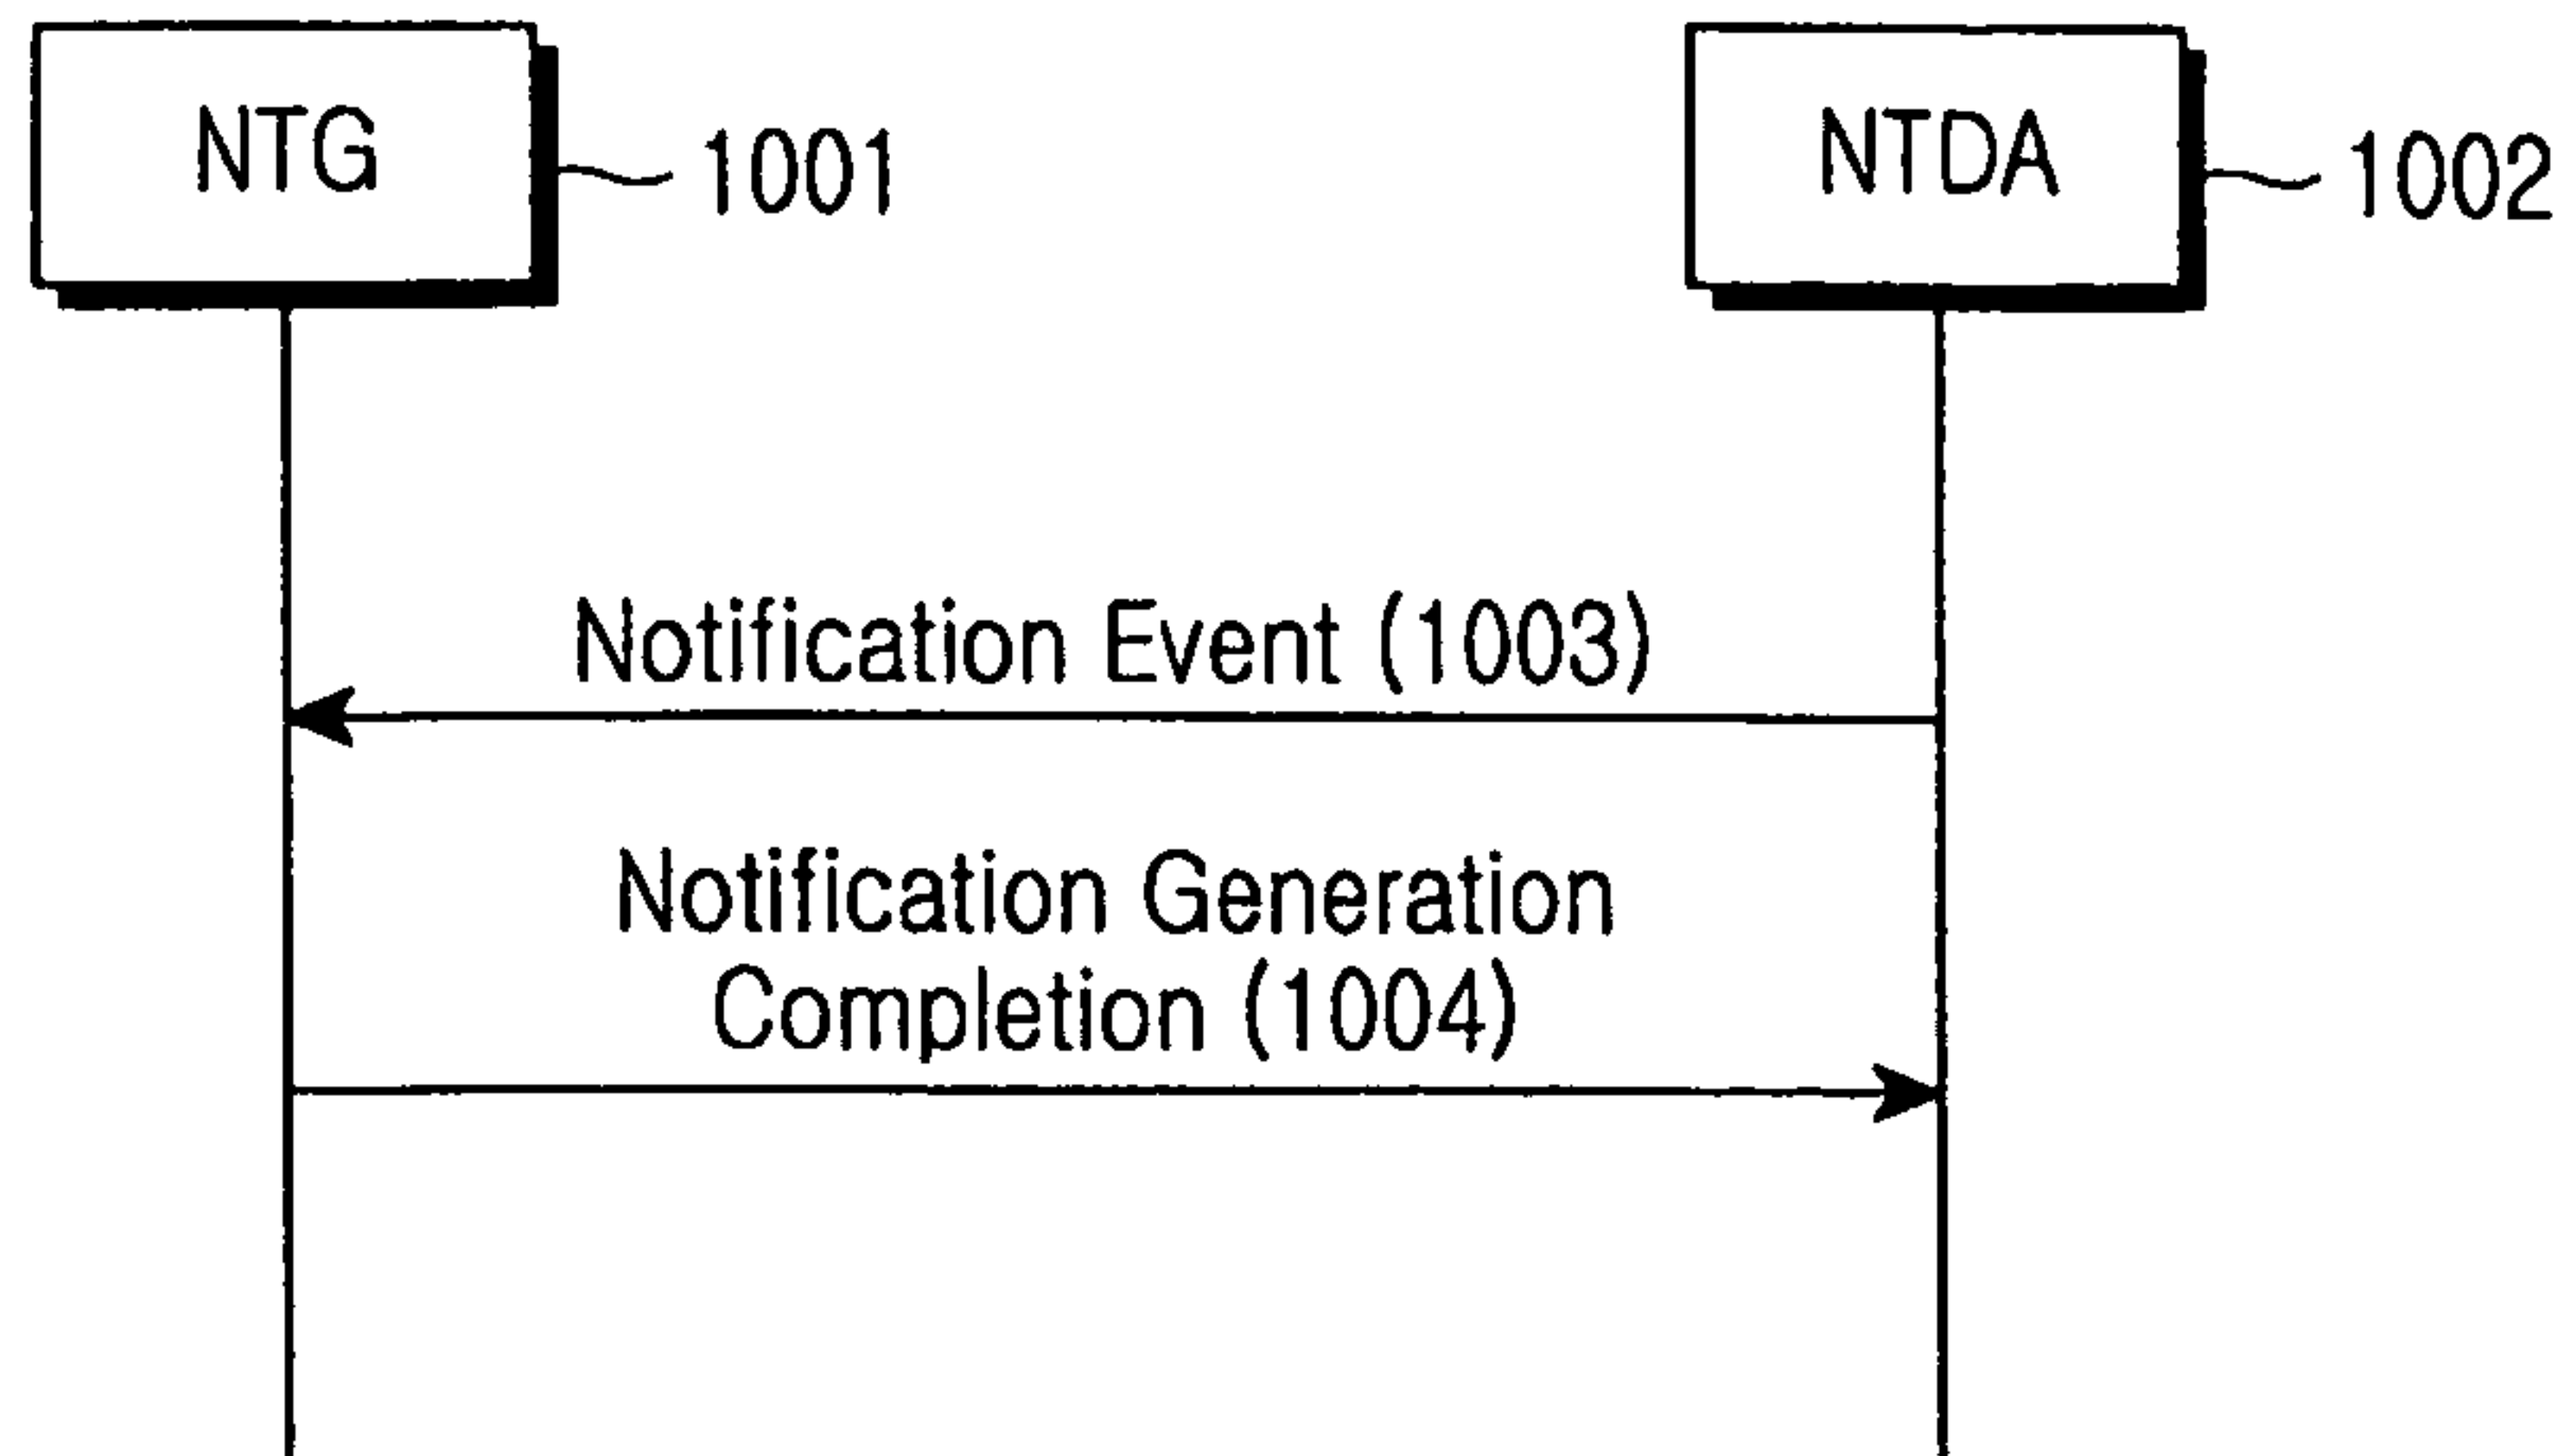 NTG
1001
NTDA
1002
Notification Event (1003)
Notification Generation
Completion (1004)